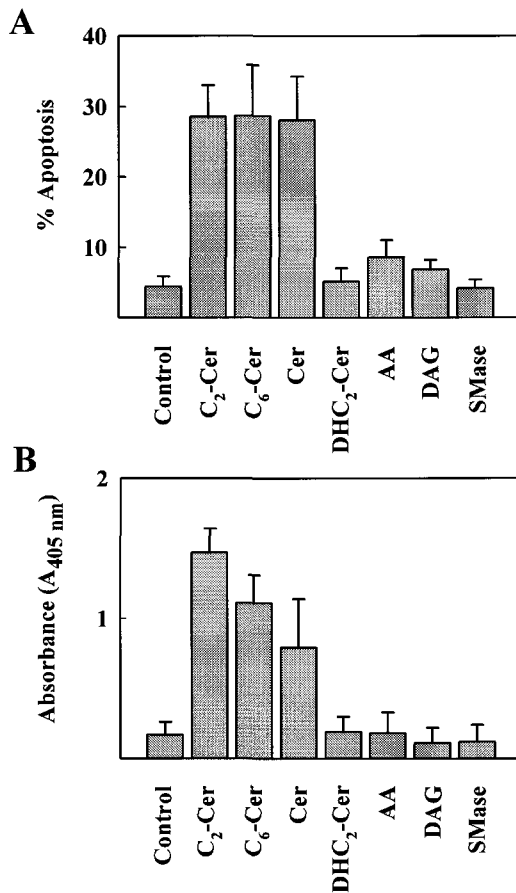 A
40
30
20
10
% Apoptosis
Control
C₂-Cer
C₆-Cer
Cer
DHC₂-Cer
AA
DAG
SMase
B
2
1
Absorbance (A₄₀₅ ₙₘ)
Control
C₂-Cer
C₆-Cer
Cer
DHC₂-Cer
AA
DAG
SMase